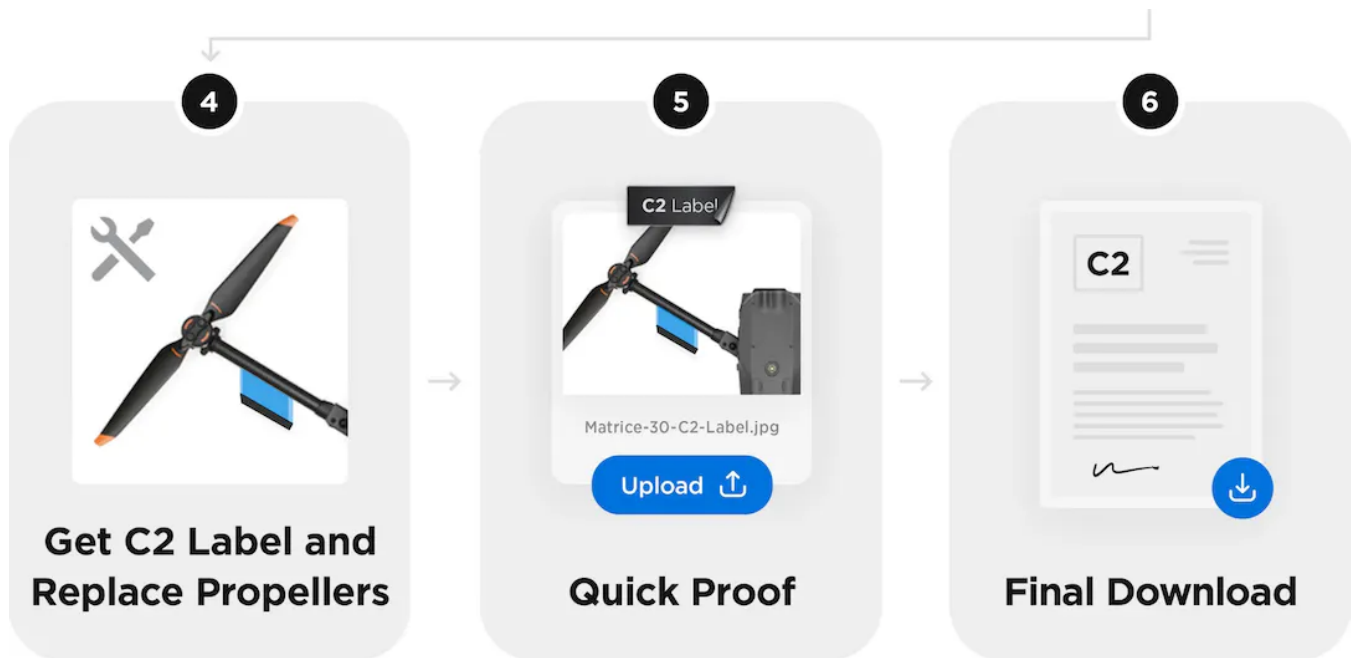 4
5
6
C2 Label
C2
Matrice-30-C2-Label.jpg
Upload
Get C2 Label and
Replace Propellers
Quick Proof
Final Download